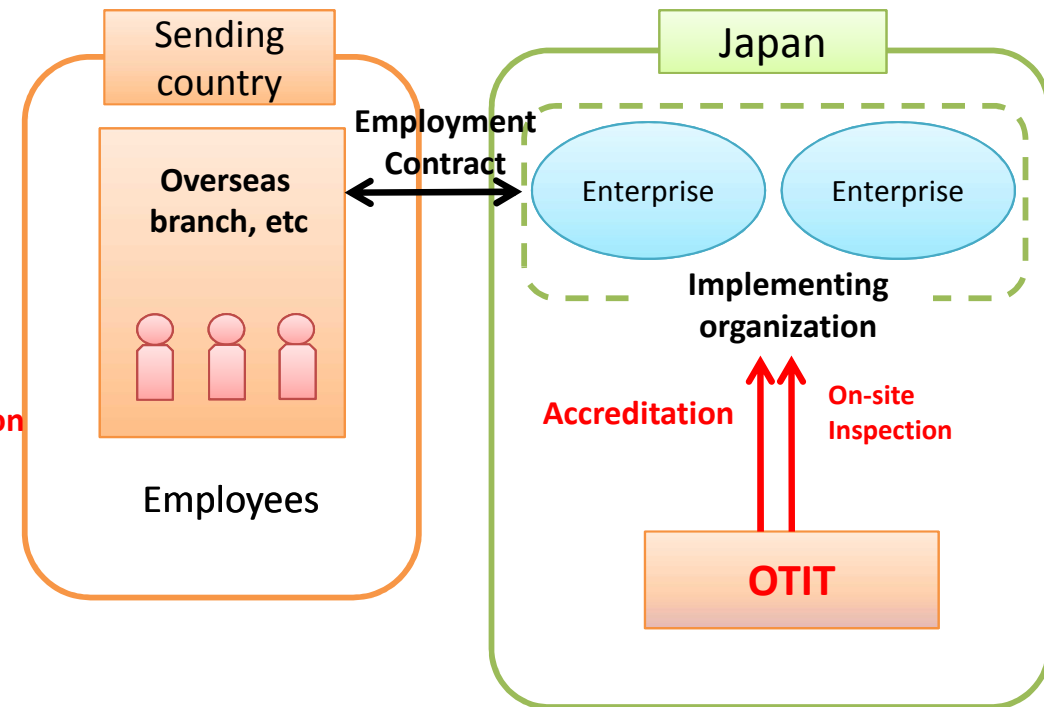 Sending
country
Japan
Employment
Contract
Overseas
branch, etc
Enterprise
Enterprise
Implementing
organization
Accreditation
On-site
Inspection
Employees
OTIT